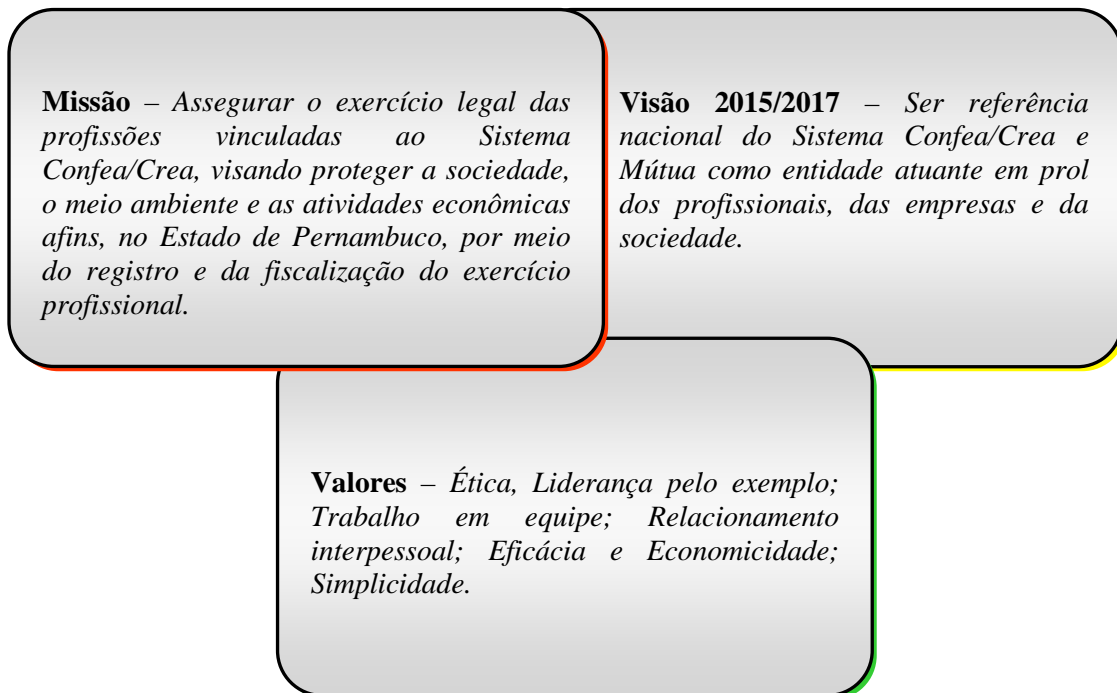 Missão – Assegurar o exercício legal das
profissões vinculadas ao Sistema
Confea/Crea, visando proteger a sociedade,
o meio ambiente e as atividades econômicas
afins, no Estado de Pernambuco, por meio
do registro e da fiscalização do exercício
profissional.
Visão 2015/2017 – Ser referência
nacional do Sistema Confea/Crea e
Mútua como entidade atuante em prol
dos profissionais, das empresas e da
sociedade.
Valores – Ética, Liderança pelo exemplo;
Trabalho em equipe; Relacionamento
interpessoal; Eficácia e Economicidade;
Simplicidade.